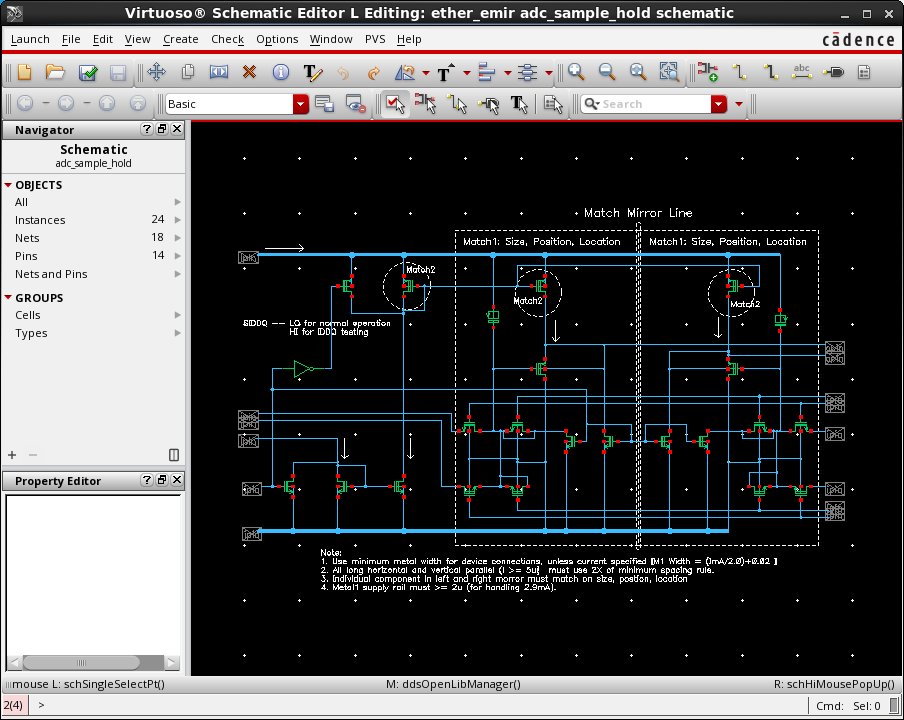 Virtuoso® Schematic Editor L Editing: ether_emir adc_sample_hold schematic
Launch File Edit View Create Check Options Window PVS Help
cādence
abc
Basic
Search
Navigator
Schematic
adc_sample_hold
OBJECTS
All
Instances 24
Nets 18
Pins 14
Nets and Pins
GROUPS
Cells
Types
Property Editor
Match Mirror Line
Match1: Size, Position, Location
Match1: Size, Position, Location
Match2
Match2
Match2
SIDDQ -- LO for normal operation
HI for IDDQ testing
Note:
1. Use minimum metal width for device connections, unless current specified [M1 Width = (ImA/2.0)+0.02 ]
2. All long horizontal and vertical parallel (l >= 5u) must use 2X of minimum spacing rule.
3. Individual component in left and right morror must match on size, positon, location
4. Metal1 supply rail must >= 2u (for handling 2.9mA).
mouse L: schSingleSelectPt()
M: ddsOpenLibManager()
R: schHiMousePopUp()
2(4) >
Cmd: Sel: 0